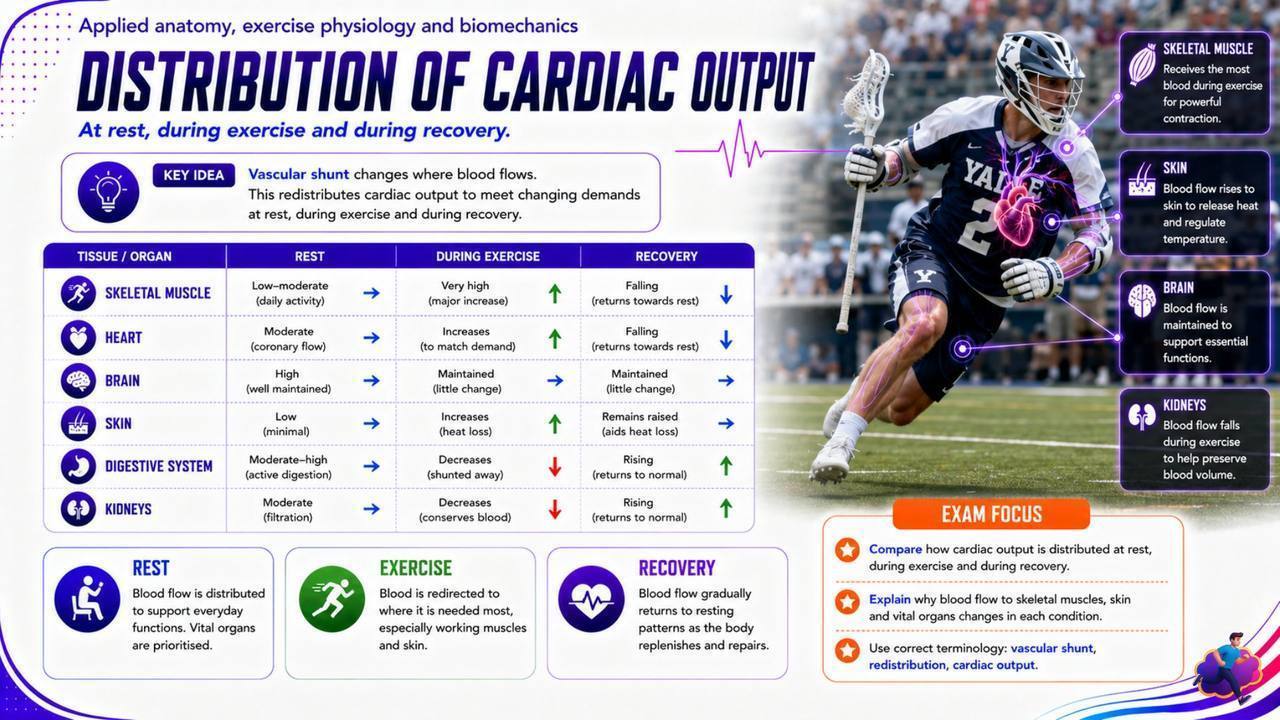 Applied anatomy, exercise physiology and biomechanics
DISTRIBUTION OF CARDIAC OUTPUT
At rest, during exercise and during recovery.
KEY IDEA
Vascular shunt changes where blood flows.
This redistributes cardiac output to meet changing demands
at rest, during exercise and during recovery.
TISSUE / ORGAN REST DURING EXERCISE RECOVERY
SKELETAL MUSCLE
Low–moderate
(daily activity)
Very high
(major increase)
Falling
(returns towards rest)
HEART
Moderate
(coronary flow)
Increases
(to match demand)
Falling
(returns towards rest)
BRAIN
High
(well maintained)
Maintained
(little change)
Maintained
(little change)
SKIN
Low
(minimal)
Increases
(heat loss)
Remains raised
(aids heat loss)
DIGESTIVE SYSTEM
Moderate–high
(active digestion)
Decreases
(shunted away)
Rising
(returns to normal)
KIDNEYS
Moderate
(filtration)
Decreases
(conserves blood)
Rising
(returns to normal)
REST
Blood flow is distributed
to support everyday
functions. Vital organs
are prioritised.
EXERCISE
Blood is redirected to
where it is needed most,
especially working muscles
and skin.
RECOVERY
Blood flow gradually
returns to resting
patterns as the body
replenishes and repairs.
Y
2
Y
SKELETAL MUSCLE
Receives the most
blood during exercise
for powerful
contraction.
SKIN
Blood flow rises to
skin to release heat
and regulate
temperature.
BRAIN
Blood flow is
maintained to
support essential
functions.
KIDNEYS
Blood flow falls
during exercise
to help preserve
blood volume.
EXAM FOCUS
Compare how cardiac output is distributed at rest,
during exercise and during recovery.
Explain why blood flow to skeletal muscles, skin
and vital organs changes in each condition.
Use correct terminology: vascular shunt,
redistribution, cardiac output.